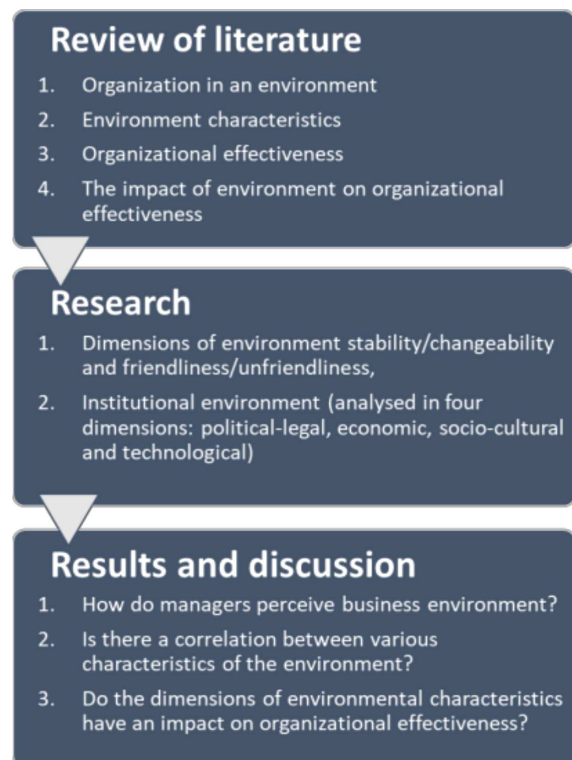 Review of literature
1. Organization in an environment
2. Environment characteristics
3. Organizational effectiveness
4. The impact of environment on organizational
effectiveness
Research
1. Dimensions of environment stability/changeability
and friendliness/unfriendliness,
2. Institutional environment (analysed in four
dimensions: political-legal, economic, socio-cultural
and technological)
Results and discussion
1. How do managers perceive business environment?
2. Is there a correlation between various
characteristics of the environment?
3. Do the dimensions of environmental characteristics
have an impact on organizational effectiveness?